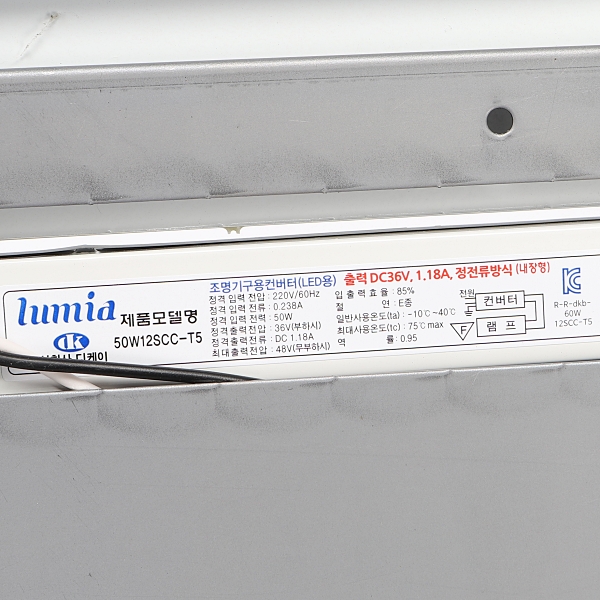 lumia
dk
제품모델명
50W12SCC-T5
디케이
조명기구용컨버터(LED용) 출력 DC36V, 1.18A, 정전류방식 (내장형)
정격 입력 전압 : 220V/60Hz
정격 입력 전류 : 0.238A
정격 입력 전력 : 50W
정격출력전압 : 36V(부하시)
정격출력전류 : DC 1.18A
최대출력전압 : 48V(무부하시)
입 출 력 효 율 : 85%
절 연 : E종
일반사용온도(ta) : -10℃~40℃
최대사용온도(tc) : 75℃ max
역 률 : 0.95
전원
컨버터
램 프
F
R-R-dkb-
60W
12SCC-T5